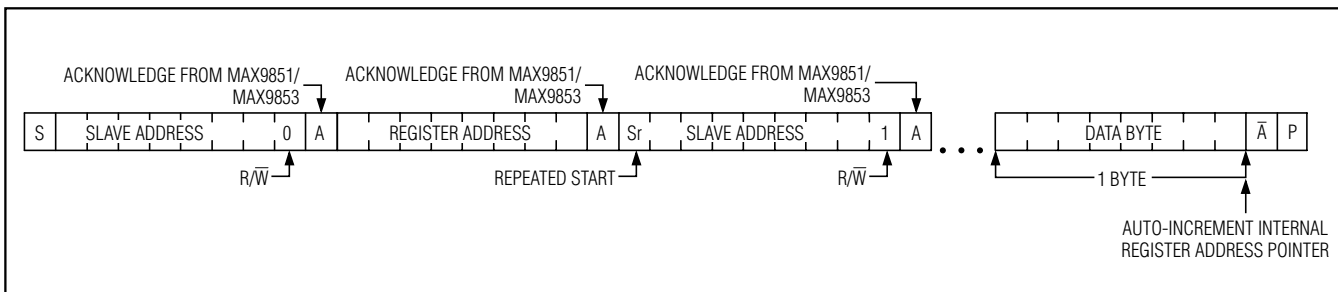 ACKNOWLEDGE FROM MAX9851/
MAX9853
ACKNOWLEDGE FROM MAX9851/
MAX9853
ACKNOWLEDGE FROM MAX9851/
MAX9853
S SLAVE ADDRESS 0 A REGISTER ADDRESS A Sr SLAVE ADDRESS 1 A • • • DATA BYTE A̅ P
R/W̅ REPEATED START R/W̅ 1 BYTE
AUTO-INCREMENT INTERNAL
REGISTER ADDRESS POINTER